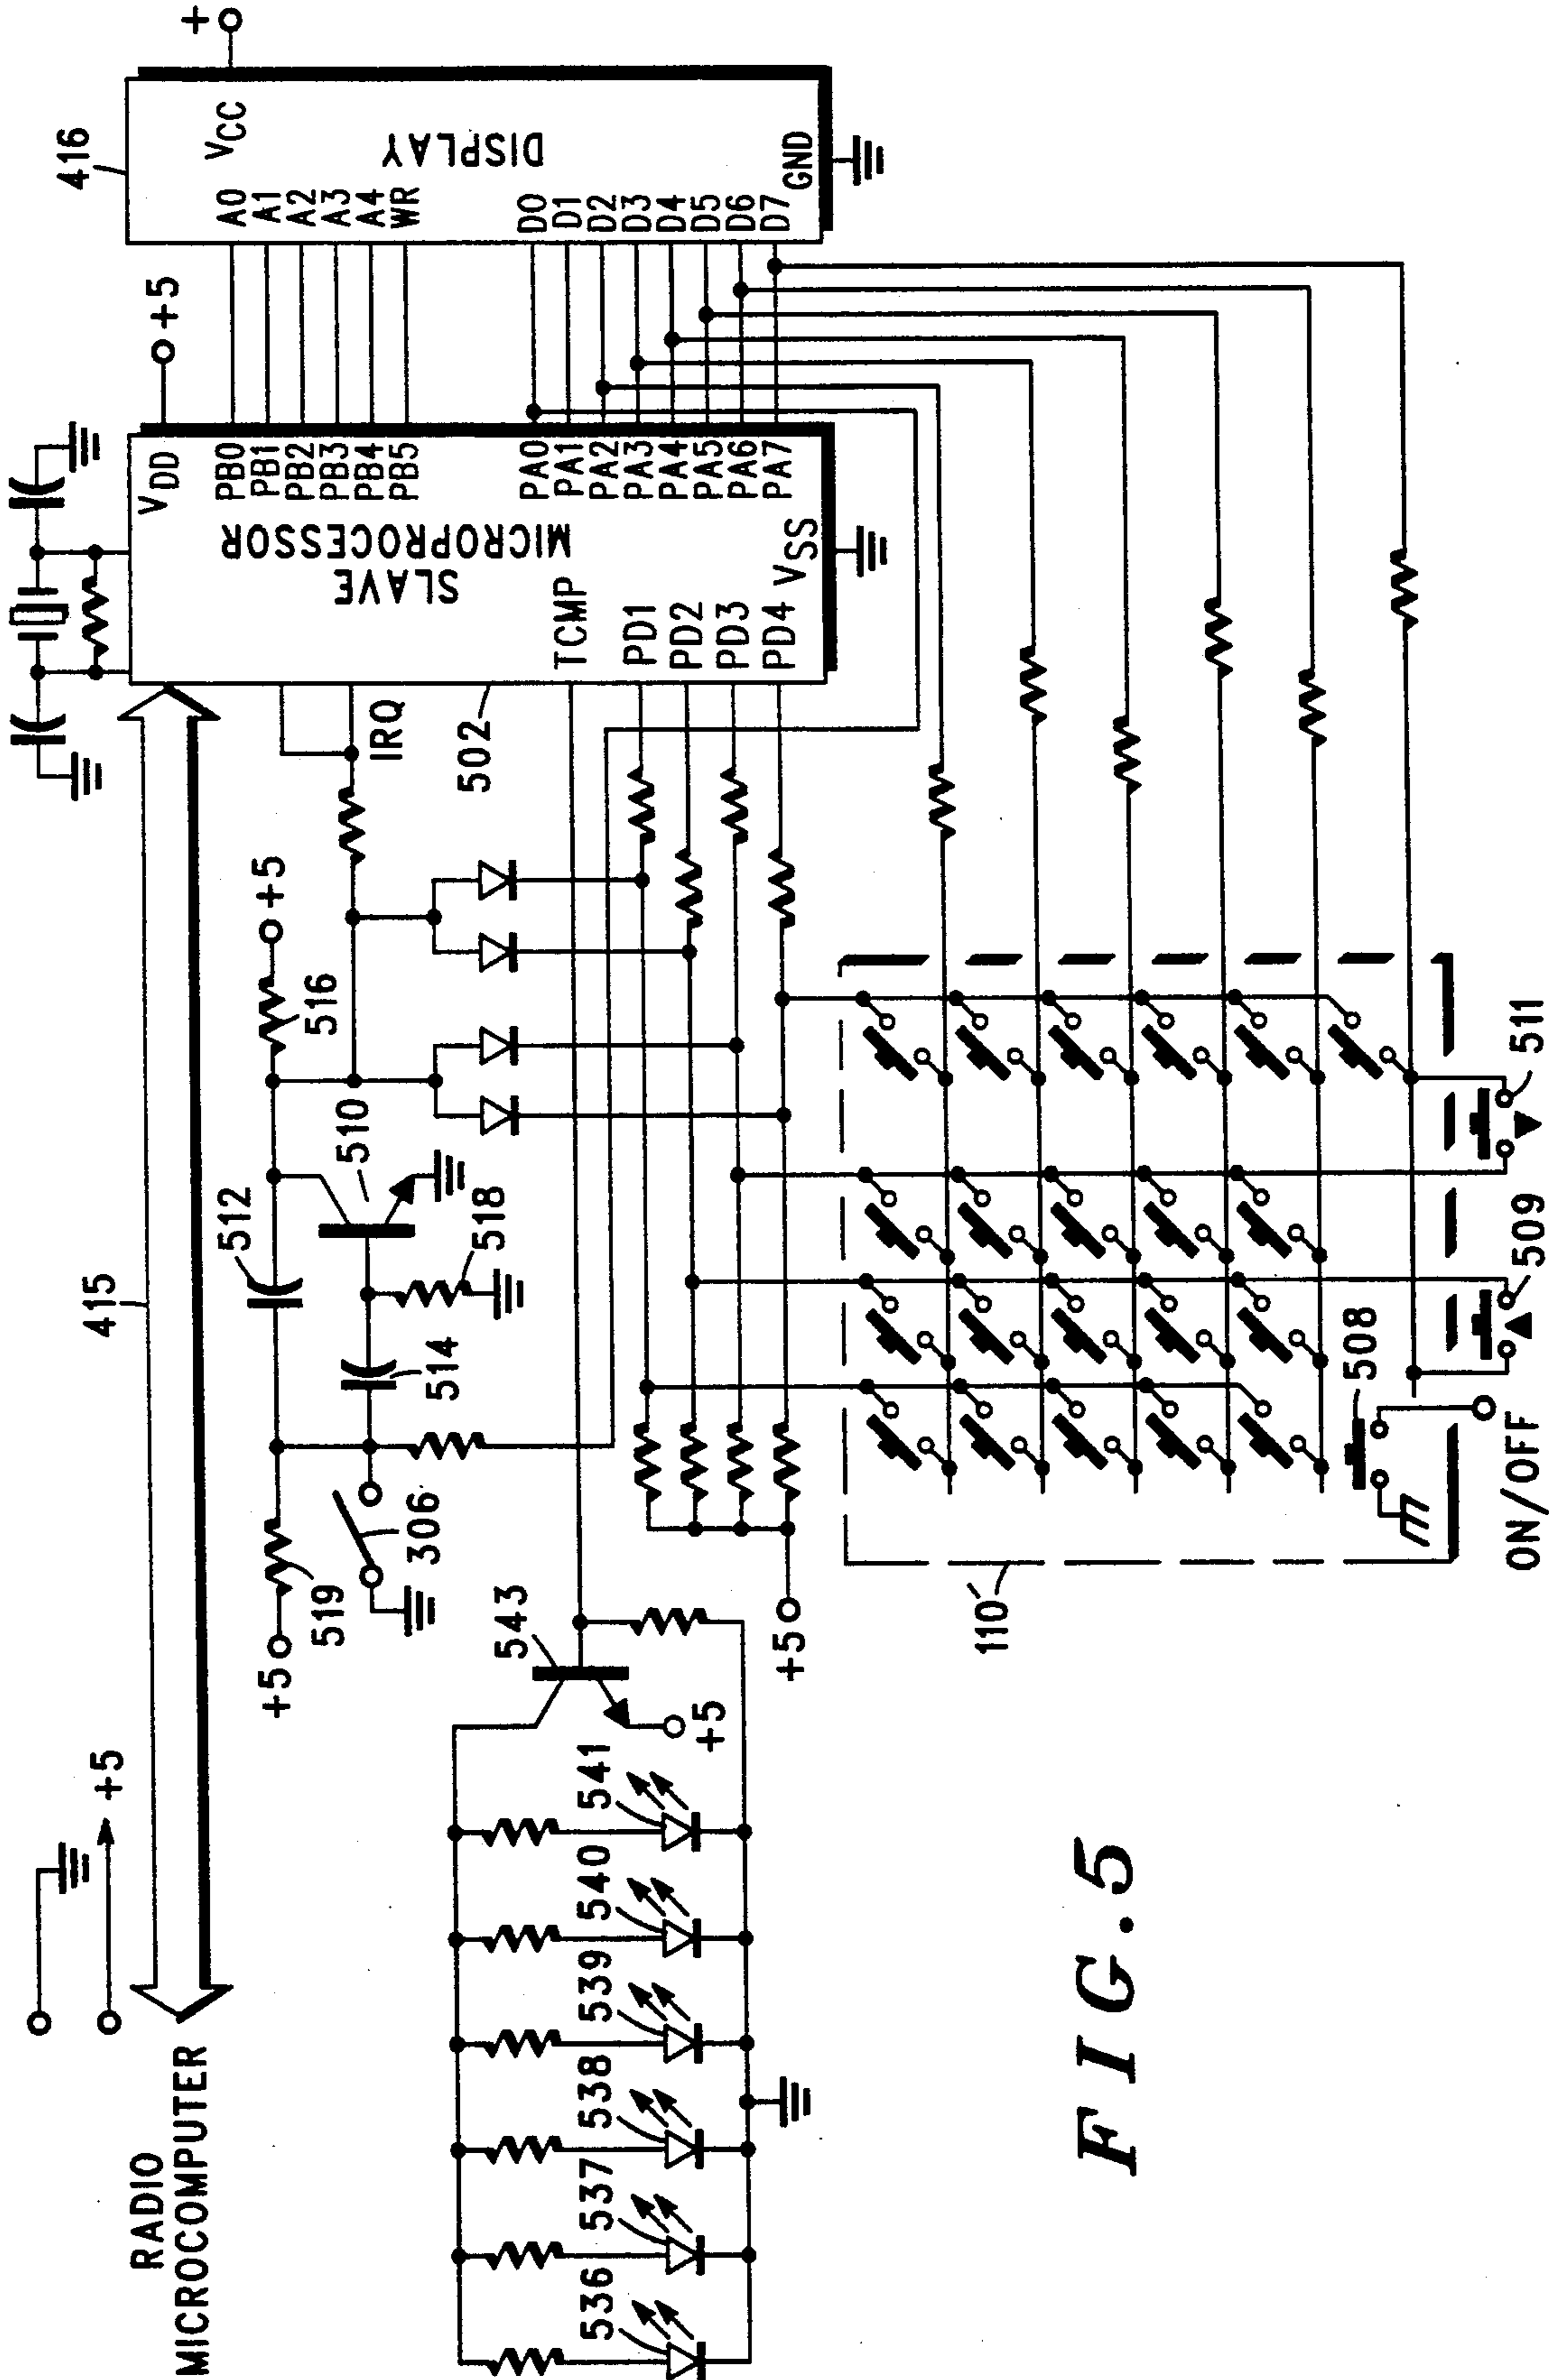 RADIO
MICROCOMPUTER
+5
415
416
+
VCC
A0
A1
A2
A3
A4
WR
D0
D1
D2
D3
D4
D5
D6
D7
GND
DISPLAY
+5
VDD
PB0
PB1
PB2
PB3
PB4
PB5
PA0
PA1
PA2
PA3
PA4
PA5
PA6
PA7
SLAVE
MICROPROCESSOR
TCMP
PD1
PD2
PD3
PD4
VSS
IRQ
502
+5
516
510
512
518
514
519
+5
306
543
+5
536
537
538
539
540
541
+5
110
508
509
511
ON/OFF
FIG.5